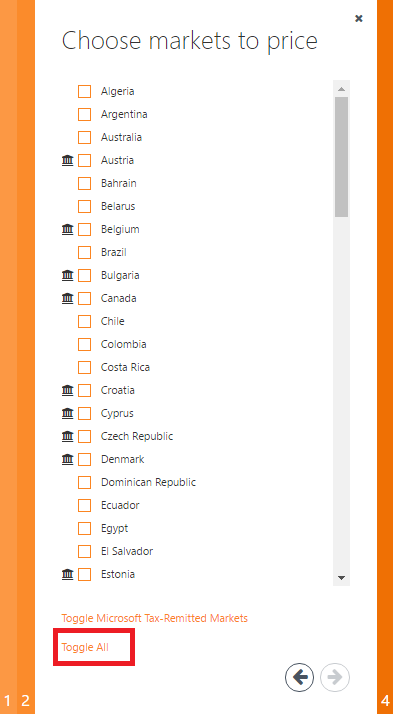 Choose markets to price
Algeria
Argentina
Australia
Austria
Bahrain
Belarus
Belgium
Brazil
Bulgaria
Canada
Chile
Colombia
Costa Rica
Croatia
Cyprus
Czech Republic
Denmark
Dominican Republic
Ecuador
Egypt
El Salvador
Estonia
Toggle Microsoft Tax-Remitted Markets
Toggle All
1 2 4